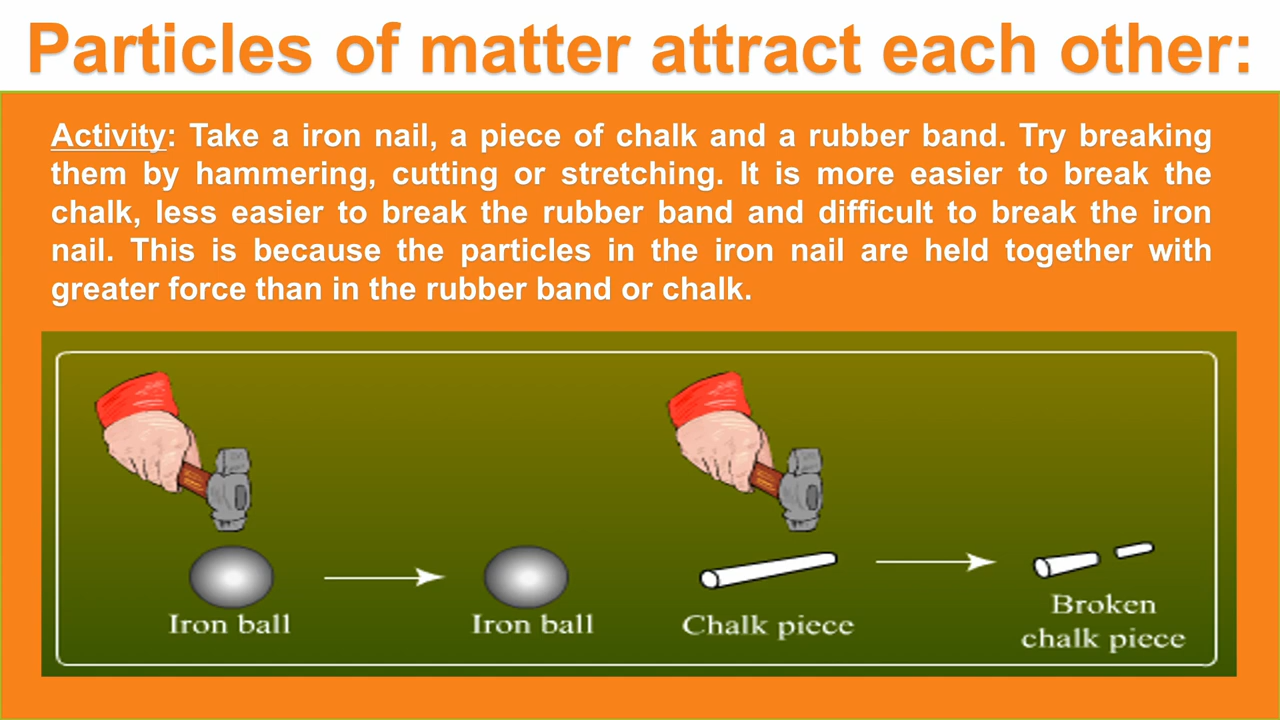 Particles of matter attract each other:
Activity: Take a iron nail, a piece of chalk and a rubber band. Try breaking
them by hammering, cutting or stretching. It is more easier to break the
chalk, less easier to break the rubber band and difficult to break the iron
nail. This is because the particles in the iron nail are held together with
greater force than in the rubber band or chalk.
Iron ball
Iron ball
Chalk piece
Broken
chalk piece